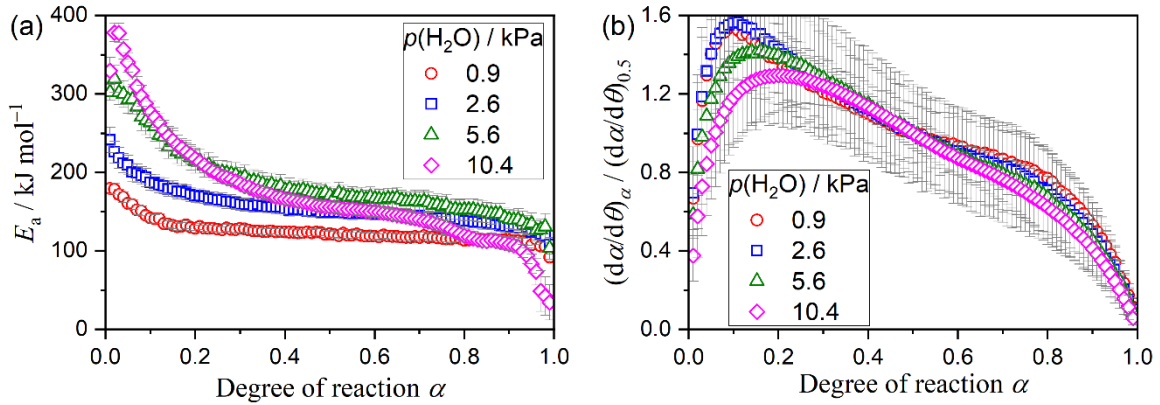 (a)
400
300
200
100
0
Eₐ / kJ mol⁻¹
p(H₂O) / kPa
0.9
2.6
5.6
10.4
0.0 0.2 0.4 0.6 0.8 1.0
Degree of reaction α
(b)
1.6
1.2
0.8
0.4
0.0
(dα/dθ)α / (dα/dθ)0.5
p(H₂O) / kPa
0.9
2.6
5.6
10.4
0.0 0.2 0.4 0.6 0.8 1.0
Degree of reaction α